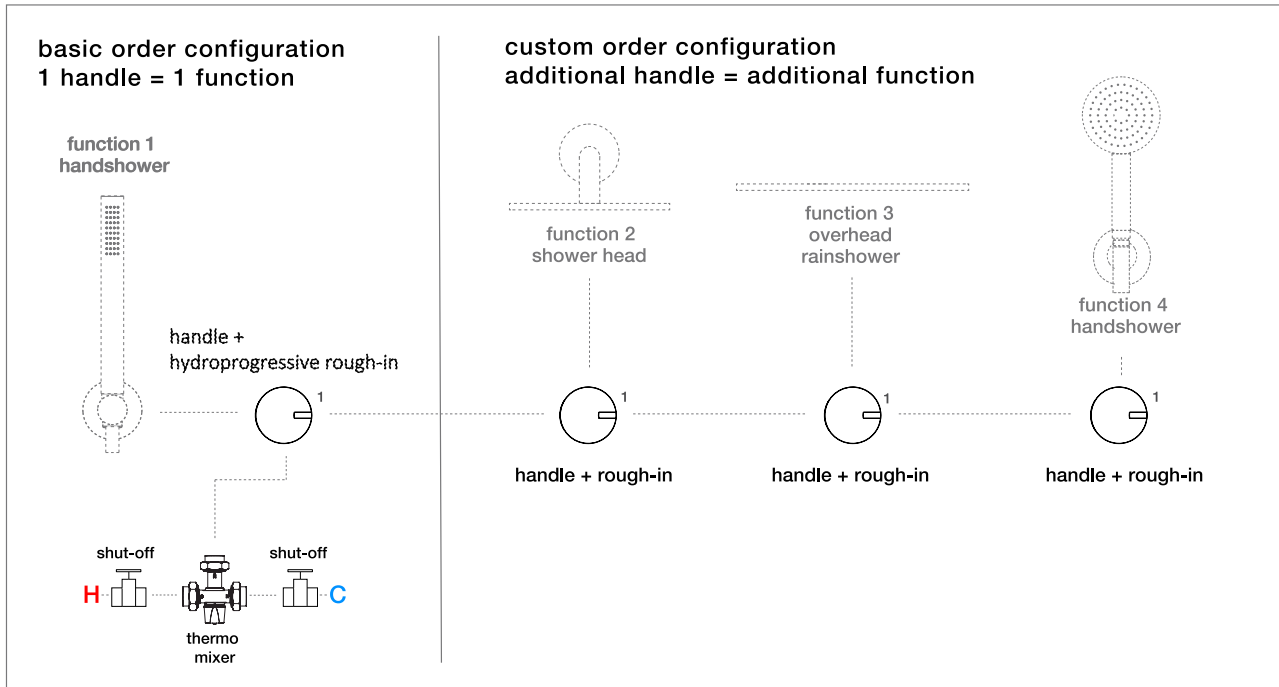 basic order configuration
1 handle = 1 function
function 1
handshower
handle +
hydroprogressive rough-in
1
shut-off
shut-off
H
C
thermo
mixer
custom order configuration
additional handle = additional function
function 2
shower head
function 3
overhead
rainshower
function 4
handshower
1
1
1
handle + rough-in
handle + rough-in
handle + rough-in